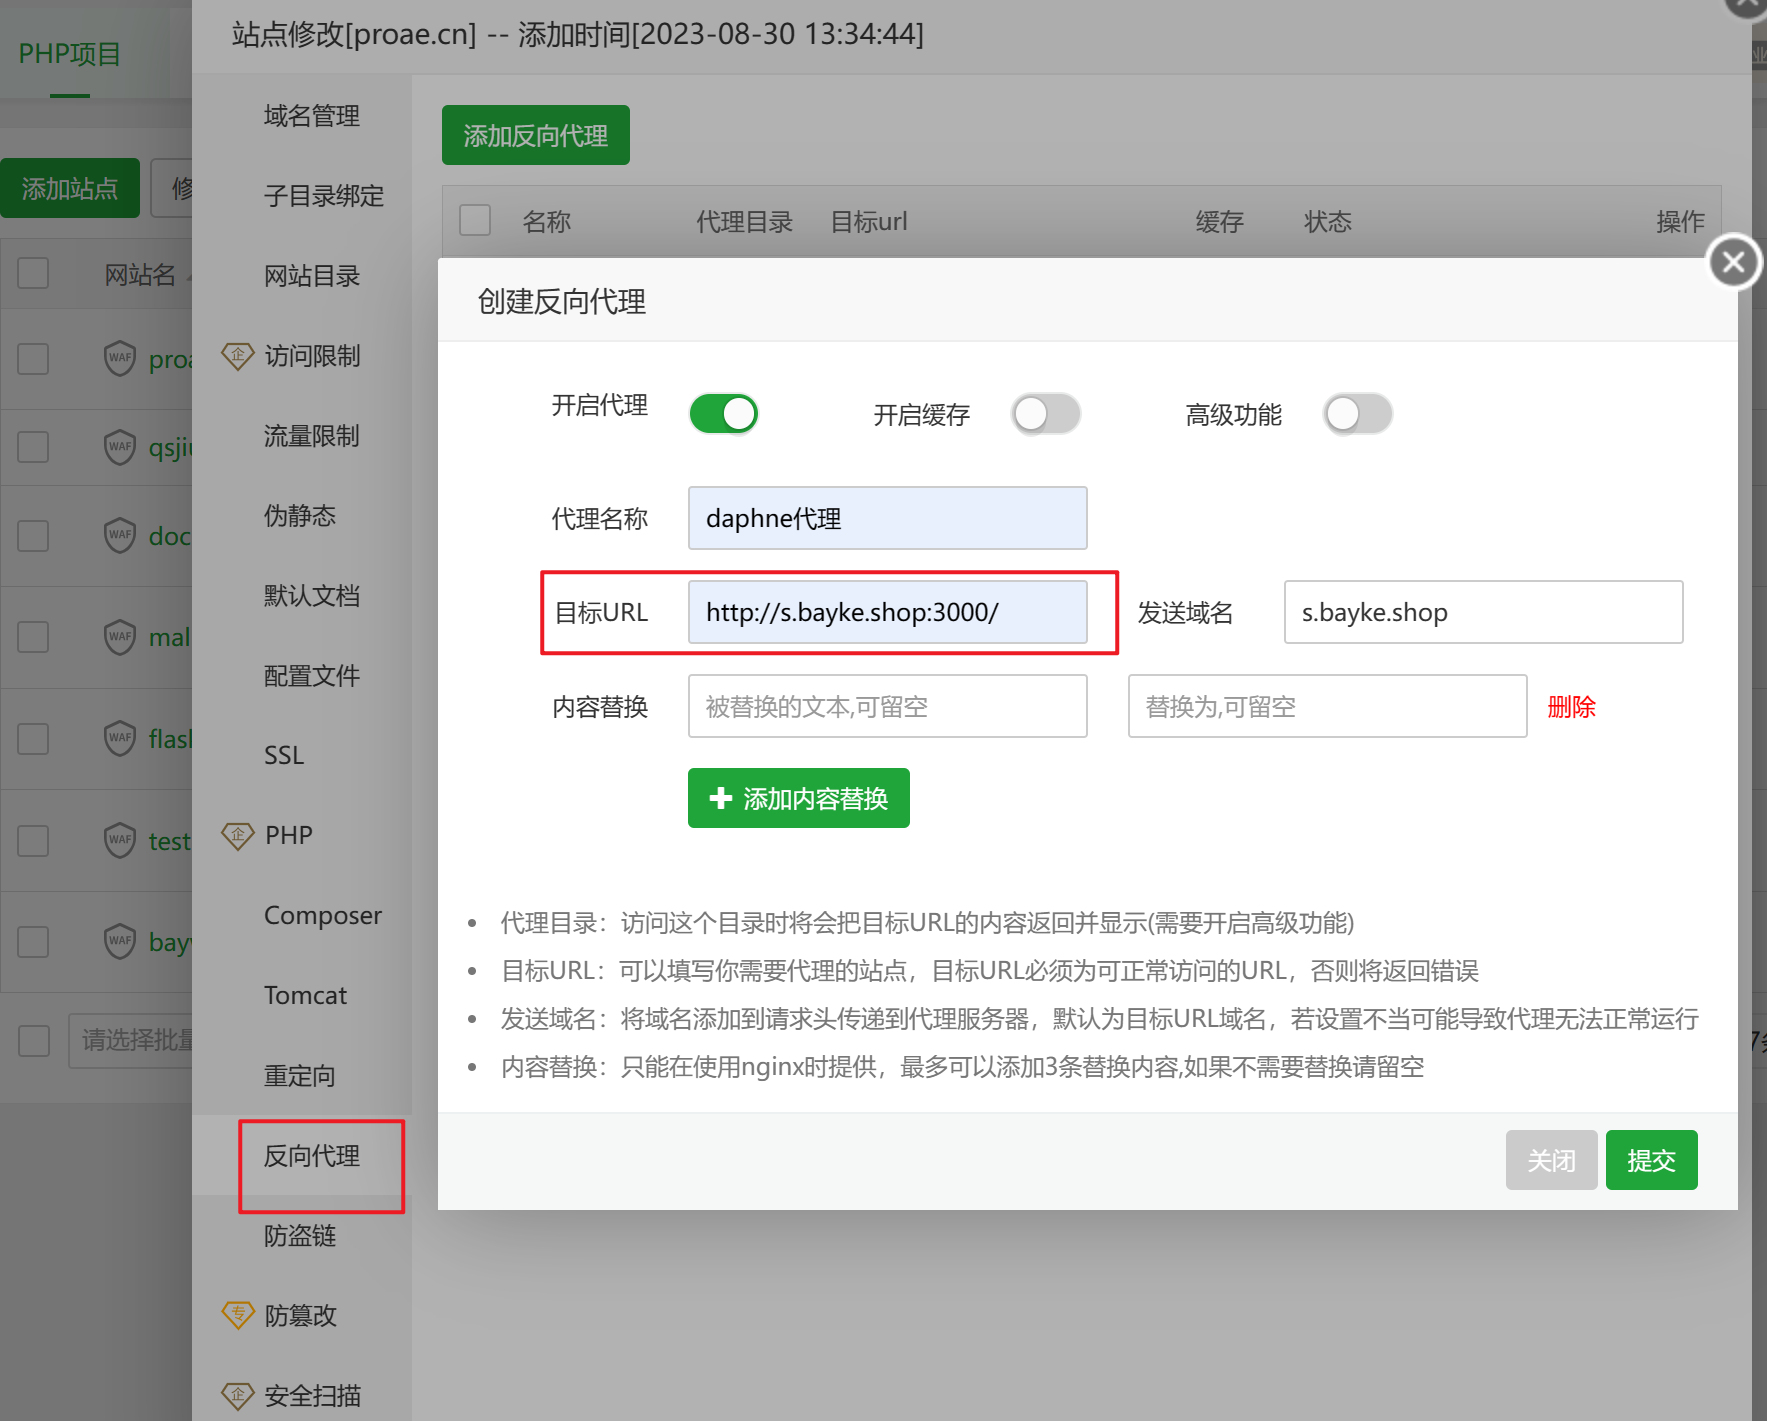 站点修改[proae.cn] -- 添加时间[2023-08-30 13:34:44]
PHP项目
域名管理
添加反向代理
子目录绑定
添加站点
修
名称
代理目录
目标url
缓存
状态
操作
网站名
网站目录
创建反向代理
WAF
proa
企
访问限制
开启代理
开启缓存
高级功能
WAF
qsjiu
流量限制
伪静态
代理名称
daphne代理
WAF
doc
默认文档
目标URL
http://s.bayke.shop:3000/
发送域名
s.bayke.shop
WAF
mal
配置文件
内容替换
被替换的文本,可留空
替换为,可留空
删除
WAF
flas
SSL
添加内容替换
WAF
test
企
PHP
Composer
代理目录：访问这个目录时将会把目标URL的内容返回并显示(需要开启高级功能)
WAF
bay
目标URL：可以填写你需要代理的站点，目标URL必须为可正常访问的URL，否则将返回错误
Tomcat
发送域名：将域名添加到请求头传递到代理服务器，默认为目标URL域名，若设置不当可能导致代理无法正常运行
请选择批量
内容替换：只能在使用nginx时提供，最多可以添加3条替换内容,如果不需要替换请留空
重定向
反向代理
关闭
提交
防盗链
专
防篡改
企
安全扫描